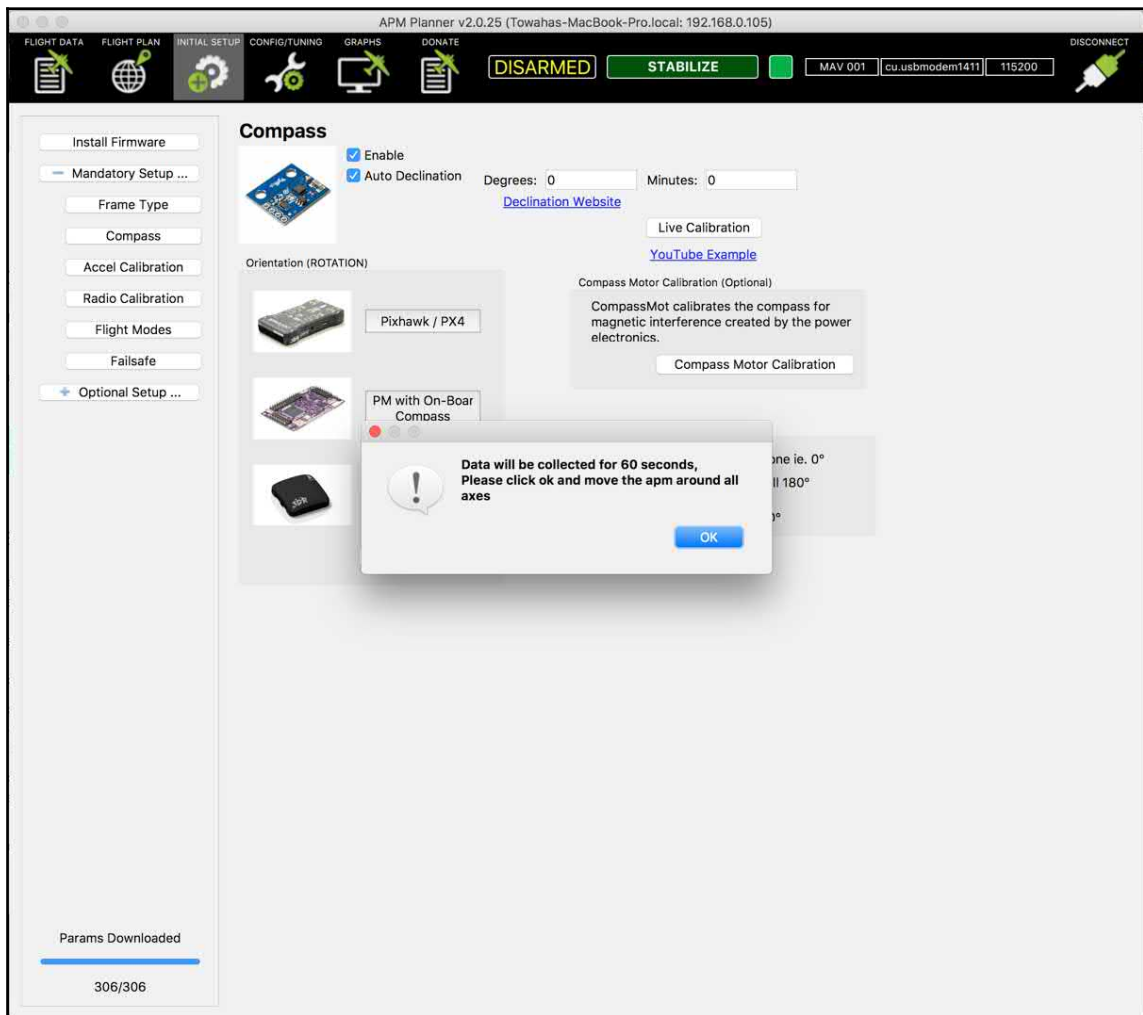 APM Planner v2.0.25 (Towahas-MacBook-Pro.local: 192.168.0.105)
FLIGHT DATA FLIGHT PLAN INITIAL SETUP CONFIG/TUNING GRAPHS DONATE DISCONNECT
DISARMED STABILIZE MAV 001 cu.usbmodem1411 115200
Install Firmware
Mandatory Setup ...
Frame Type
Compass
Accel Calibration
Radio Calibration
Flight Modes
Failsafe
Optional Setup ...
Params Downloaded
306/306
Compass
Enable
Auto Declination Degrees: 0 Minutes: 0
Declination Website
Live Calibration
YouTube Example
Orientation (ROTATION)
Pixhawk / PX4
PM with On-Boar
Compass
Compass Motor Calibration (Optional)
CompassMot calibrates the compass for
magnetic interference created by the power
electronics.
Compass Motor Calibration
one ie. 0°
ll 180°
0°
Data will be collected for 60 seconds,
Please click ok and move the apm around all
axes
OK